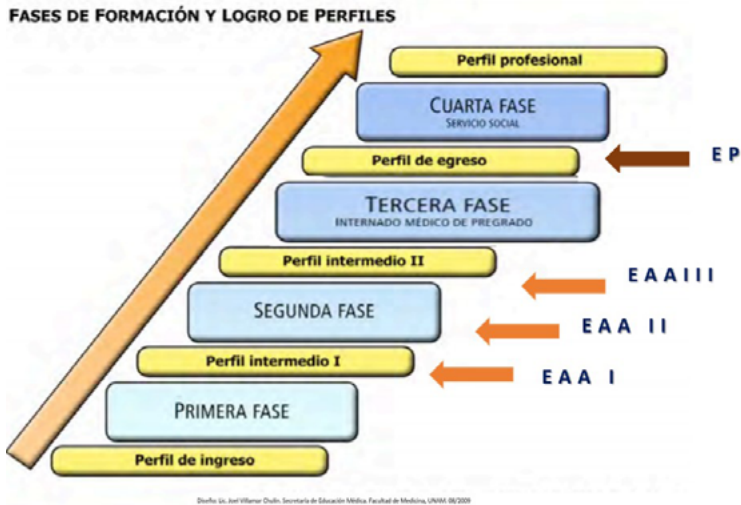 FASES DE FORMACIÓN Y LOGRO DE PERFILES
Perfil profesional
CUARTA FASE
SERVICIO SOCIAL
Perfil de egreso
E P
TERCERA FASE
INTERNADO MÉDICO DE PREGRADO
Perfil intermedio II
E A A I I I
SEGUNDA FASE
E A A  I I
Perfil intermedio I
E A A  I
PRIMERA FASE
Perfil de ingreso
Diseño: Lic. Joel Villamar Chulin. Secretaría de Educación Médica. Facultad de Medicina, UNAM. 08/2009